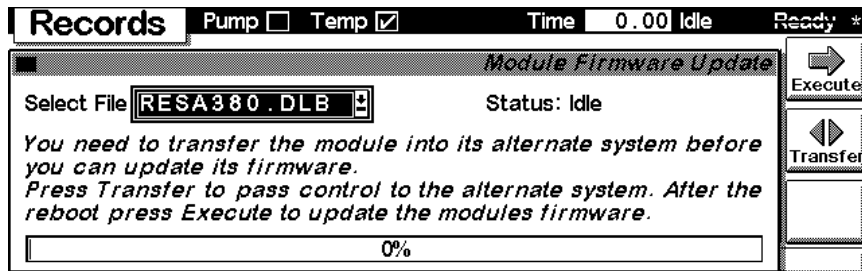 Records Pump Temp Time 0.00 Idle Ready *
Module Firmware Update
Execute
Select File RESA380.DLB Status: Idle
You need to transfer the module into its alternate system before
you can update its firmware.
Transfer
Press Transfer to pass control to the alternate system. After the
reboot press Execute to update the modules firmware.
0%